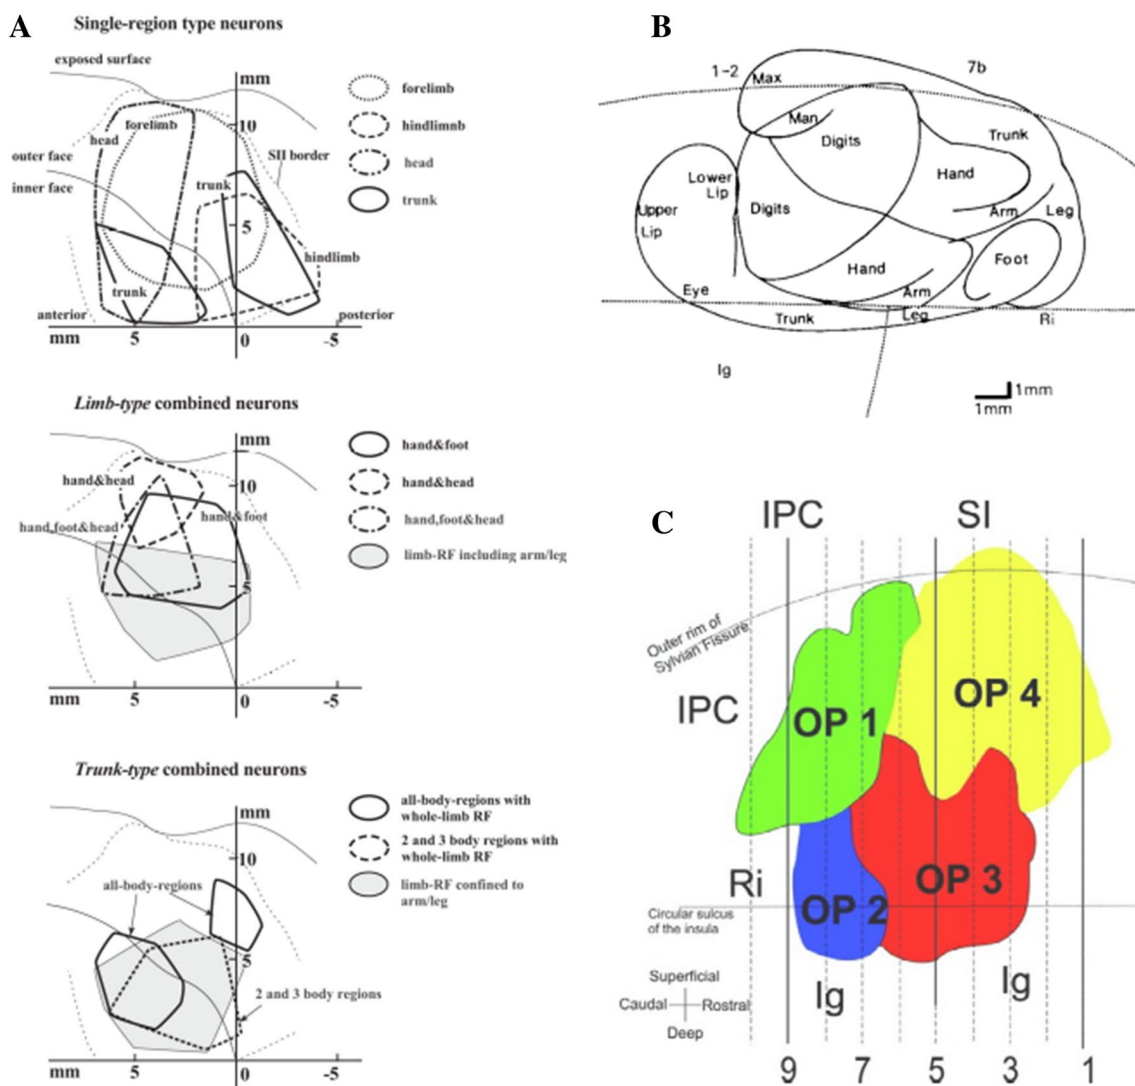 A
Single-region type neurons
exposed surface
mm
forelimb
10
forelimb
head
hindlimnb
outer face
SII border
head
inner face
trunk
trunk
5
hindlimb
trunk
anterior
posterior
mm
5
0
-5
Limb-type combined neurons
mm
hand&foot
10
hand&head
hand&head
hand&foot
hand,foot&head
hand,foot&head
limb-RF including arm/leg
5
mm
5
0
-5
Trunk-type combined neurons
mm
all-body-regions with
whole-limb RF
10
2 and 3 body regions with
whole-limb RF
all-body-regions
limb-RF confined to
arm/leg
5
2 and 3 body regions
mm
5
0
-5
B
1-2
Max
7b
Man
Trunk
Digits
Lower
Lip
Hand
Upper
Lip
Digits
Arm
Leg
Foot
Hand
Eye
Arm
Trunk
Leg
Ri
Ig
1mm
1mm
C
IPC
SI
Outer rim of
Sylvian Fissure
IPC
OP 1
OP 4
Ri
OP 2
OP 3
Circular sulcus
of the insula
Superficial
Caudal
Rostral
Deep
Ig
Ig
9
7
5
3
1